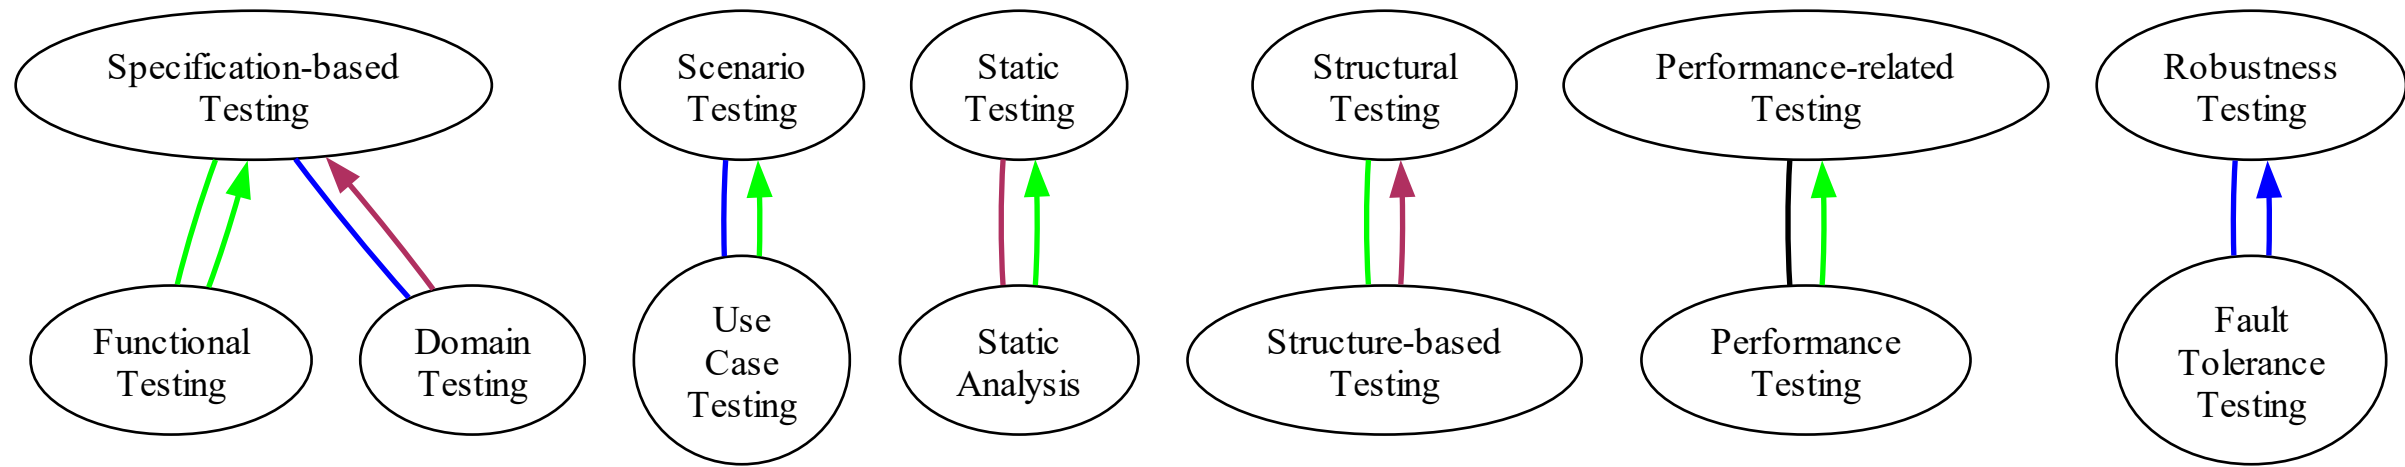 Specification-based
Testing
Scenario
Testing
Static
Testing
Structural
Testing
Performance-related
Testing
Robustness
Testing
Functional
Testing
Domain
Testing
Use
Case
Testing
Static
Analysis
Structure-based
Testing
Performance
Testing
Fault
Tolerance
Testing